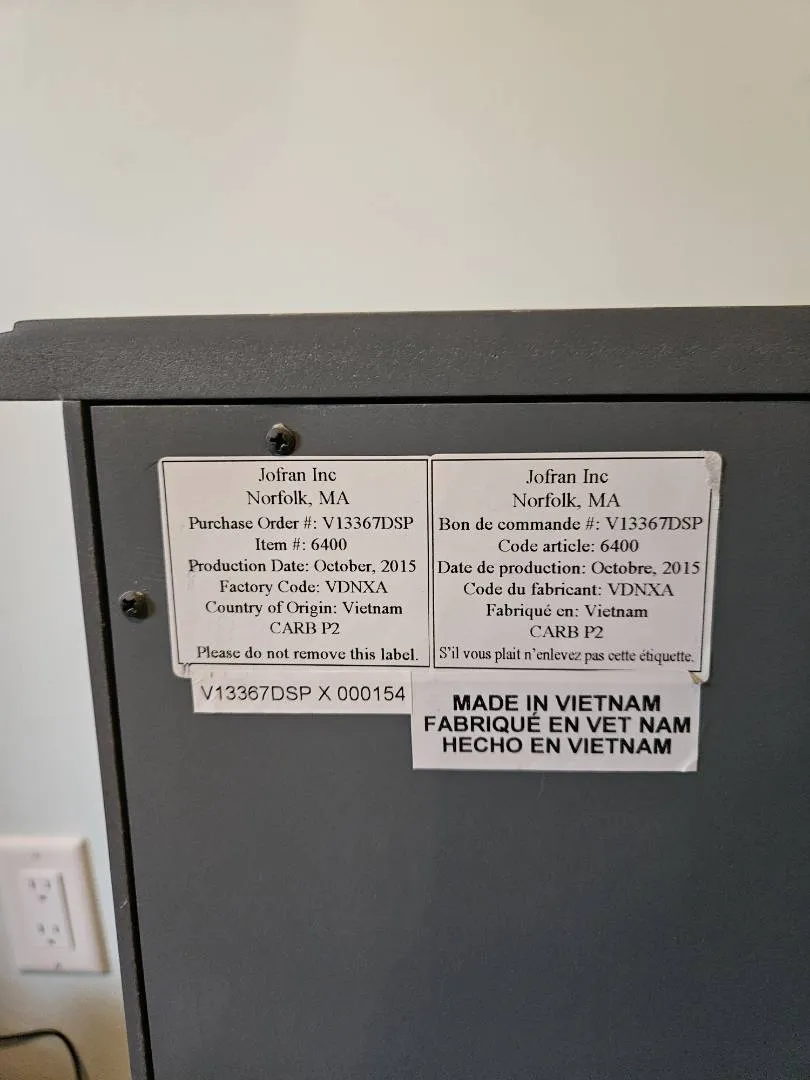 Jofran Inc
Norfolk, MA
Purchase Order #: V13367DSP
Item #: 6400
Production Date: October, 2015
Factory Code: VDNXA
Country of Origin: Vietnam
CARB P2
Please do not remove this label.
Jofran Inc
Norfolk, MA
Bon de commande #: V13367DSP
Code article: 6400
Date de production: Octobre, 2015
Code du fabricant: VDNXA
Fabriqué en: Vietnam
CARB P2
S'il vous plait n'enlevez pas cette étiquette.
V13367DSP X 000154
MADE IN VIETNAM
FABRIQUÉ EN VET NAM
HECHO EN VIETNAM